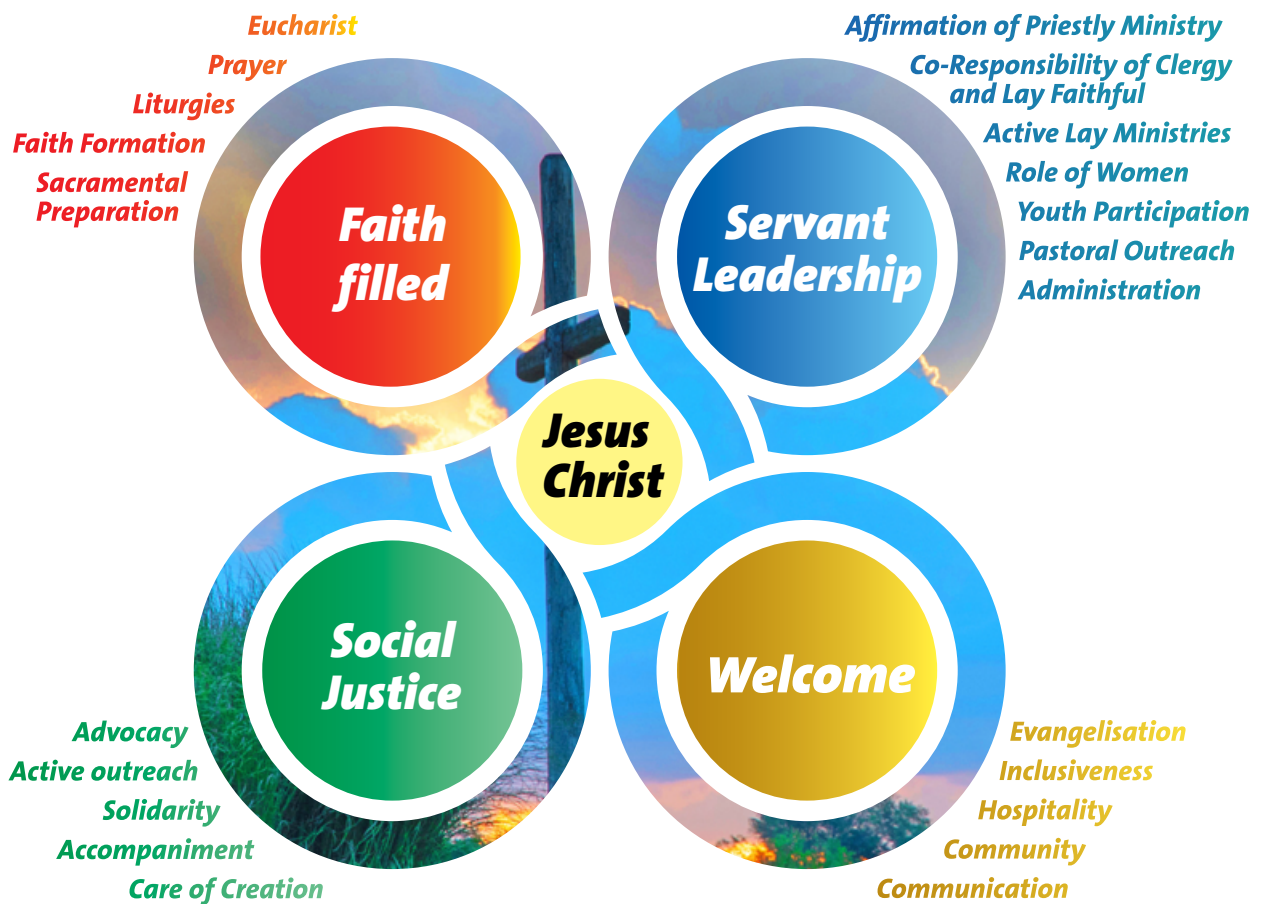 Eucharist
Prayer
Liturgies
Faith Formation
Sacramental
Preparation
Faith
filled
Affirmation of Priestly Ministry
Co-Responsibility of Clergy
and Lay Faithful
Active Lay Ministries
Role of Women
Youth Participation
Pastoral Outreach
Administration
Servant
Leadership
Jesus
Christ
Social
Justice
Advocacy
Active outreach
Solidarity
Accompaniment
Care of Creation
Welcome
Evangelisation
Inclusiveness
Hospitality
Community
Communication